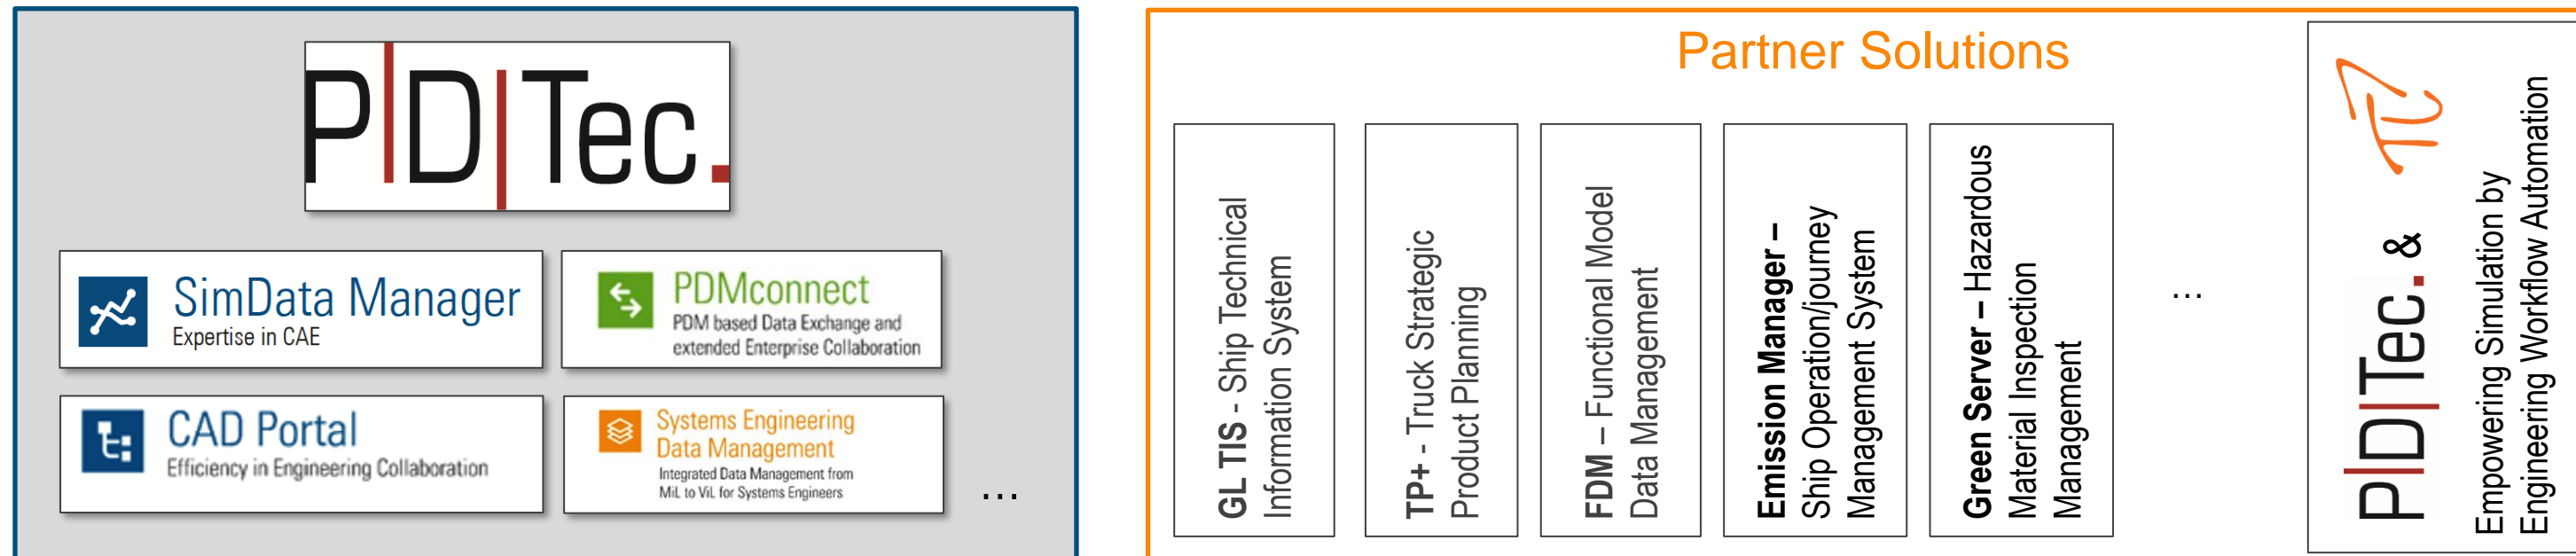 P|D|Tec.
SimData Manager
Expertise in CAE
PDMconnect
PDM based Data Exchange and
extended Enterprise Collaboration
CAD Portal
Efficiency in Engineering Collaboration
Systems Engineering
Data Management
Integrated Data Management from
MiL to ViL for Systems Engineers
...
Partner Solutions
GL TIS - Ship Technical
Information System
TP+ - Truck Strategic
Product Planning
FDM – Functional Model
Data Management
Emission Manager –
Ship Operation/journey
Management System
Green Server – Hazardous
Material Inspection
Management
...
P|D|Tec. & π7
Empowering Simulation by
Engineering Workflow Automation